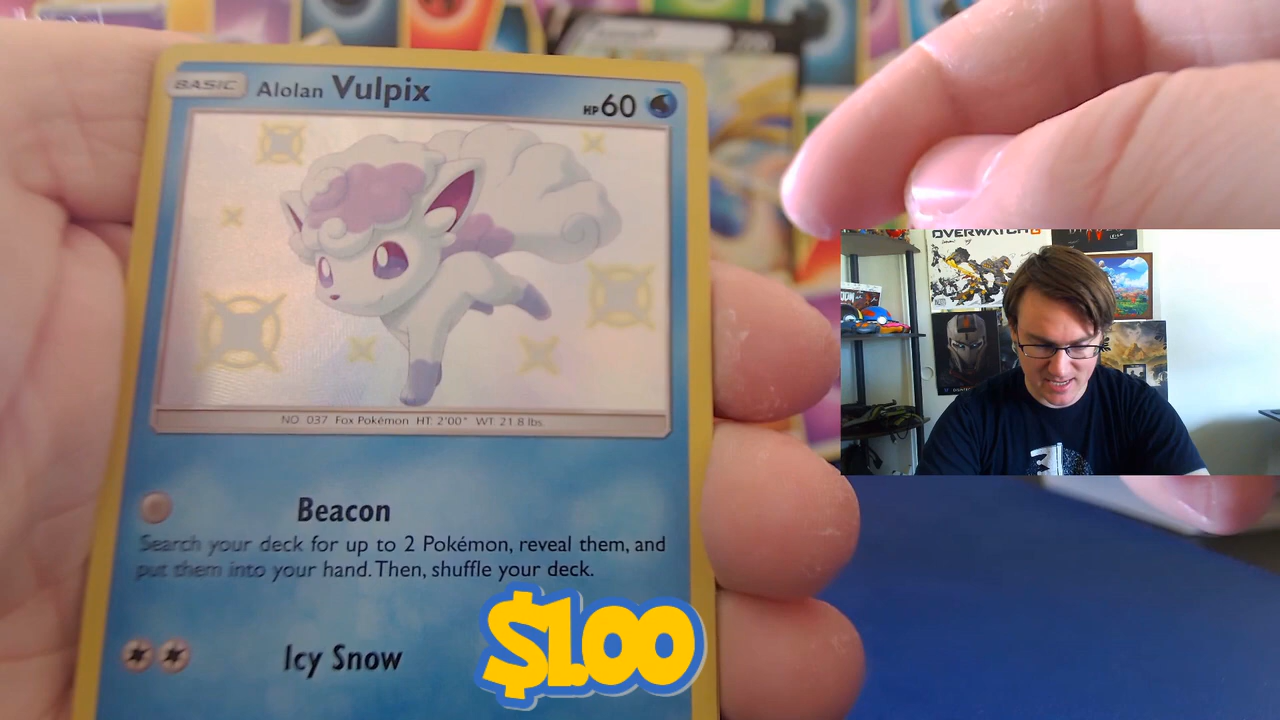 BASIC Alolan Vulpix HP 60
NO. 037 Fox Pokémon HT: 2'00" WT: 21.8 lbs.
Beacon
Search your deck for up to 2 Pokémon, reveal them, and
put them into your hand. Then, shuffle your deck.
Icy Snow
$1.00
OVERWATCH